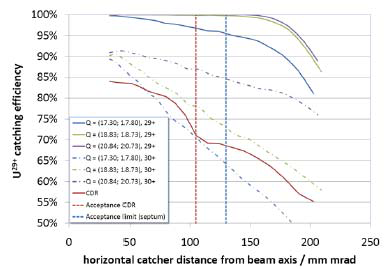 100%
95%
90%
85%
80%
75%
70%
65%
60%
55%
50%
U²⁹⁺ catching efficiency
Q = (17.30; 17.80), 29+
Q = (18.83; 18.73), 29+
Q = (20.84; 20.73), 29+
Q = (17.30; 17.80), 30+
Q = (18.83; 18.73), 30+
Q = (20.84; 20.73), 30+
CDR
Acceptance CDR
Acceptance limit (septum)
0 50 100 150 200 250
horizontal catcher distance from beam axis / mm mrad